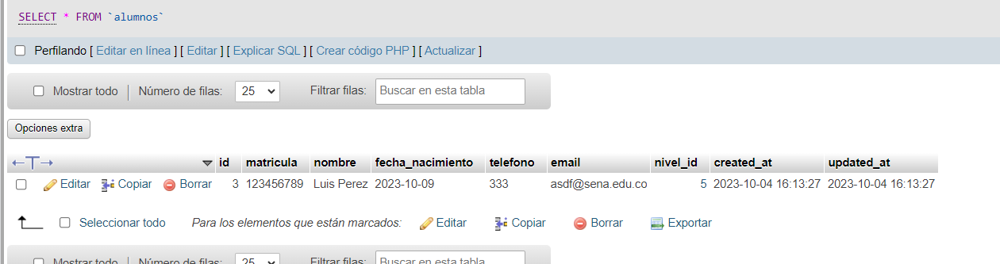 SELECT * FROM `alumnos`
Perfilando [ Editar en línea ] [ Editar ] [ Explicar SQL ] [ Crear código PHP ] [ Actualizar ]
Mostrar todo | Número de filas: 25 Filtrar filas: Buscar en esta tabla
Opciones extra
←T→ id matricula nombre fecha_nacimiento telefono email nivel_id created_at updated_at
Editar Copiar Borrar 3 123456789 Luis Perez 2023-10-09 333 asdf@sena.edu.co 5 2023-10-04 16:13:27 2023-10-04 16:13:27
Seleccionar todo Para los elementos que están marcados: Editar Copiar Borrar Exportar
Mostrar todo | Número de filas: 25 Filtrar filas: Buscar en esta tabla